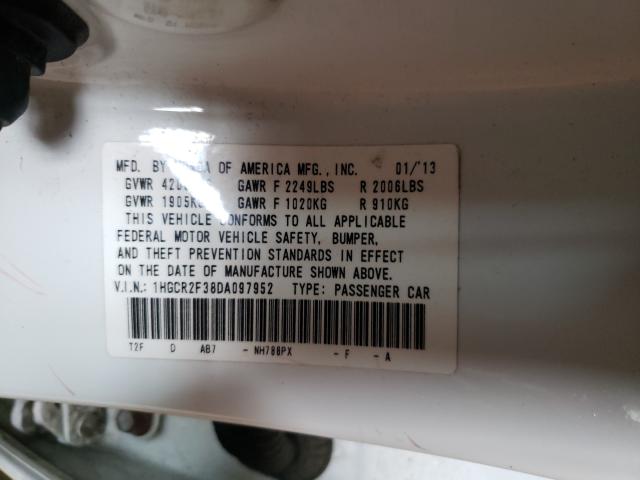 MFD. BY HONDA OF AMERICA MFG., INC. 01/'13
GVWR GAWR F 2249LBS R 2006LBS
GVWR 1905KG GAWR F 1020KG R 910KG
THIS VEHICLE CONFORMS TO ALL APPLICABLE
FEDERAL MOTOR VEHICLE SAFETY, BUMPER,
AND THEFT PREVENTION STANDARDS IN EFFECT
ON THE DATE OF MANUFACTURE SHOWN ABOVE.
V.I.N.: 1HGCR2F38DA097952 TYPE: PASSENGER CAR
T2F D AB7 - NH788PX - F - A